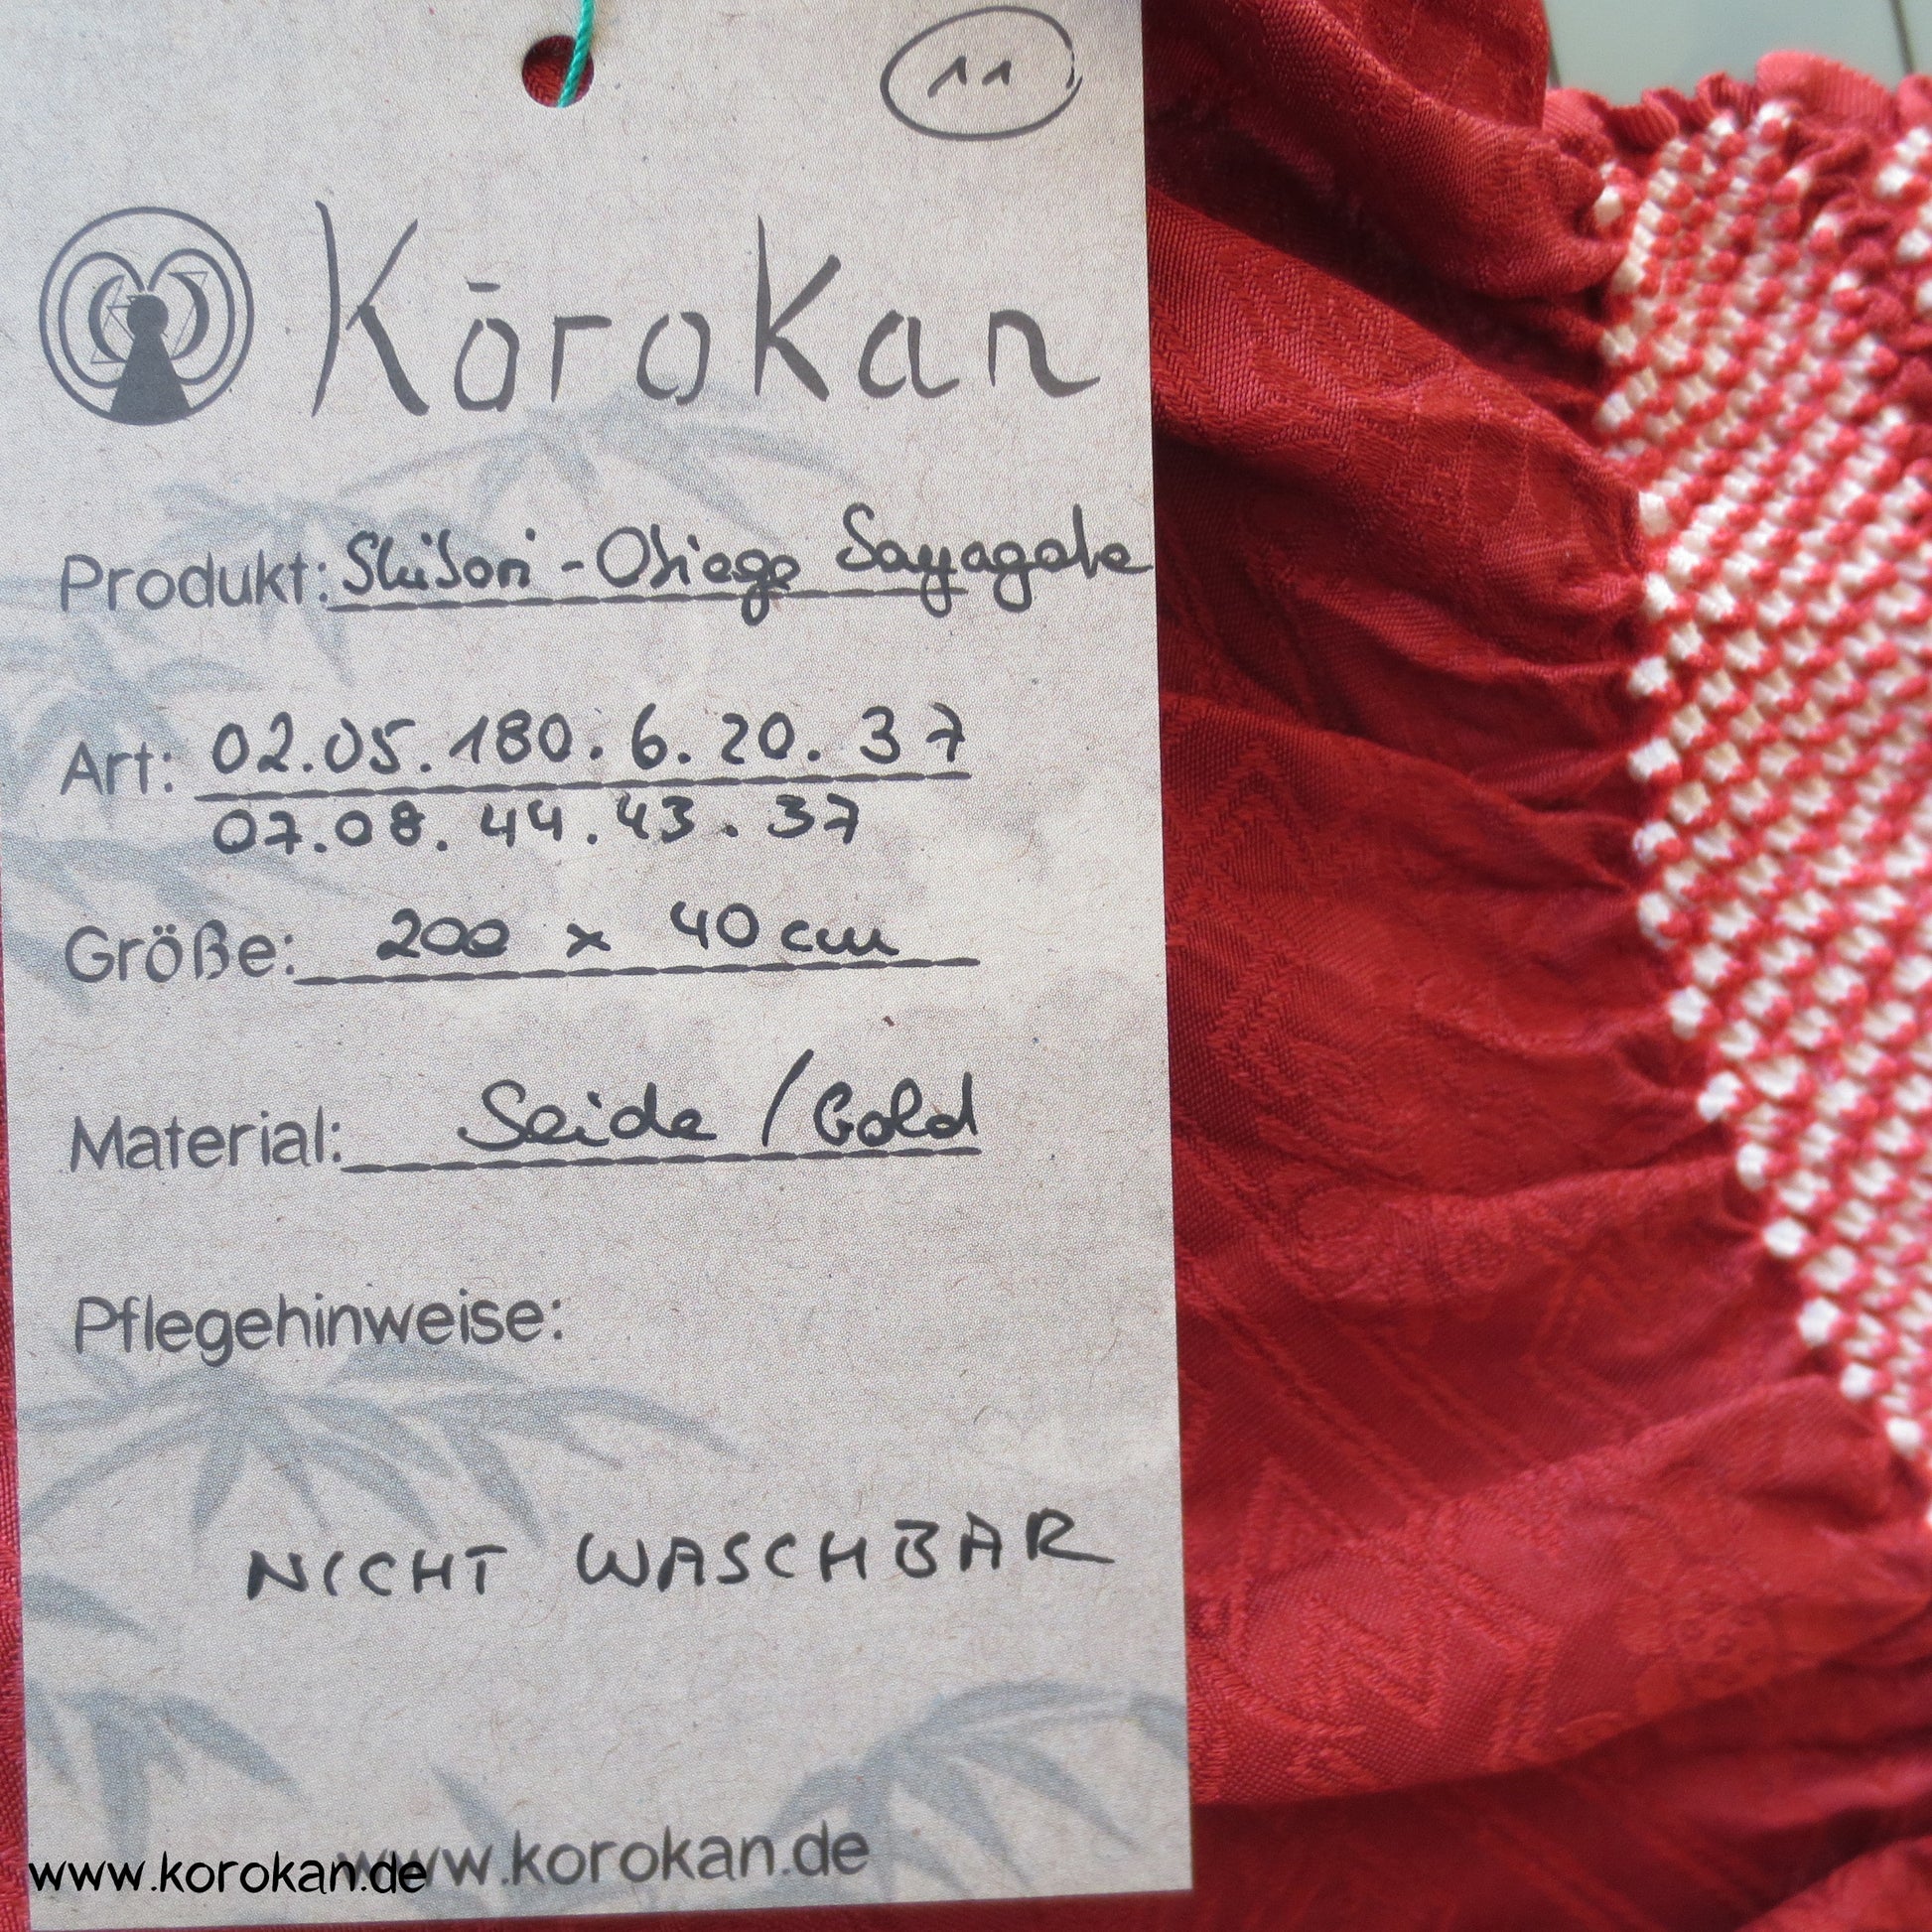 11
Kōrokan
Produkt: Shibori - Obiage Sayagata
Art: 02.05.180.6.20.37
07.08.44.43.37
Größe: 200 x 40 cm
Material: Seide / Gold
Pflegehinweise:
NICHT WASCHBAR
www.korokan.de
www.korokan.de